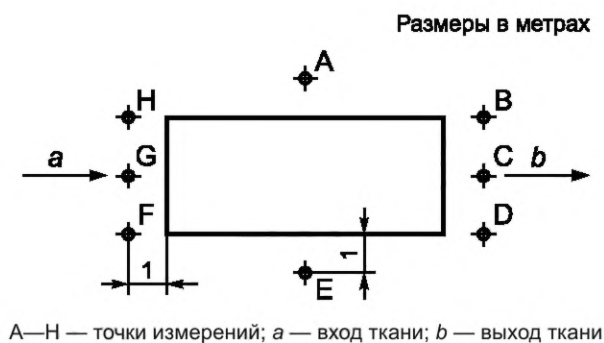 Размеры в метрах
A
H
B
a
G
C
b
F
D
1
1
E
A—H — точки измерений; a — вход ткани; b — выход ткани